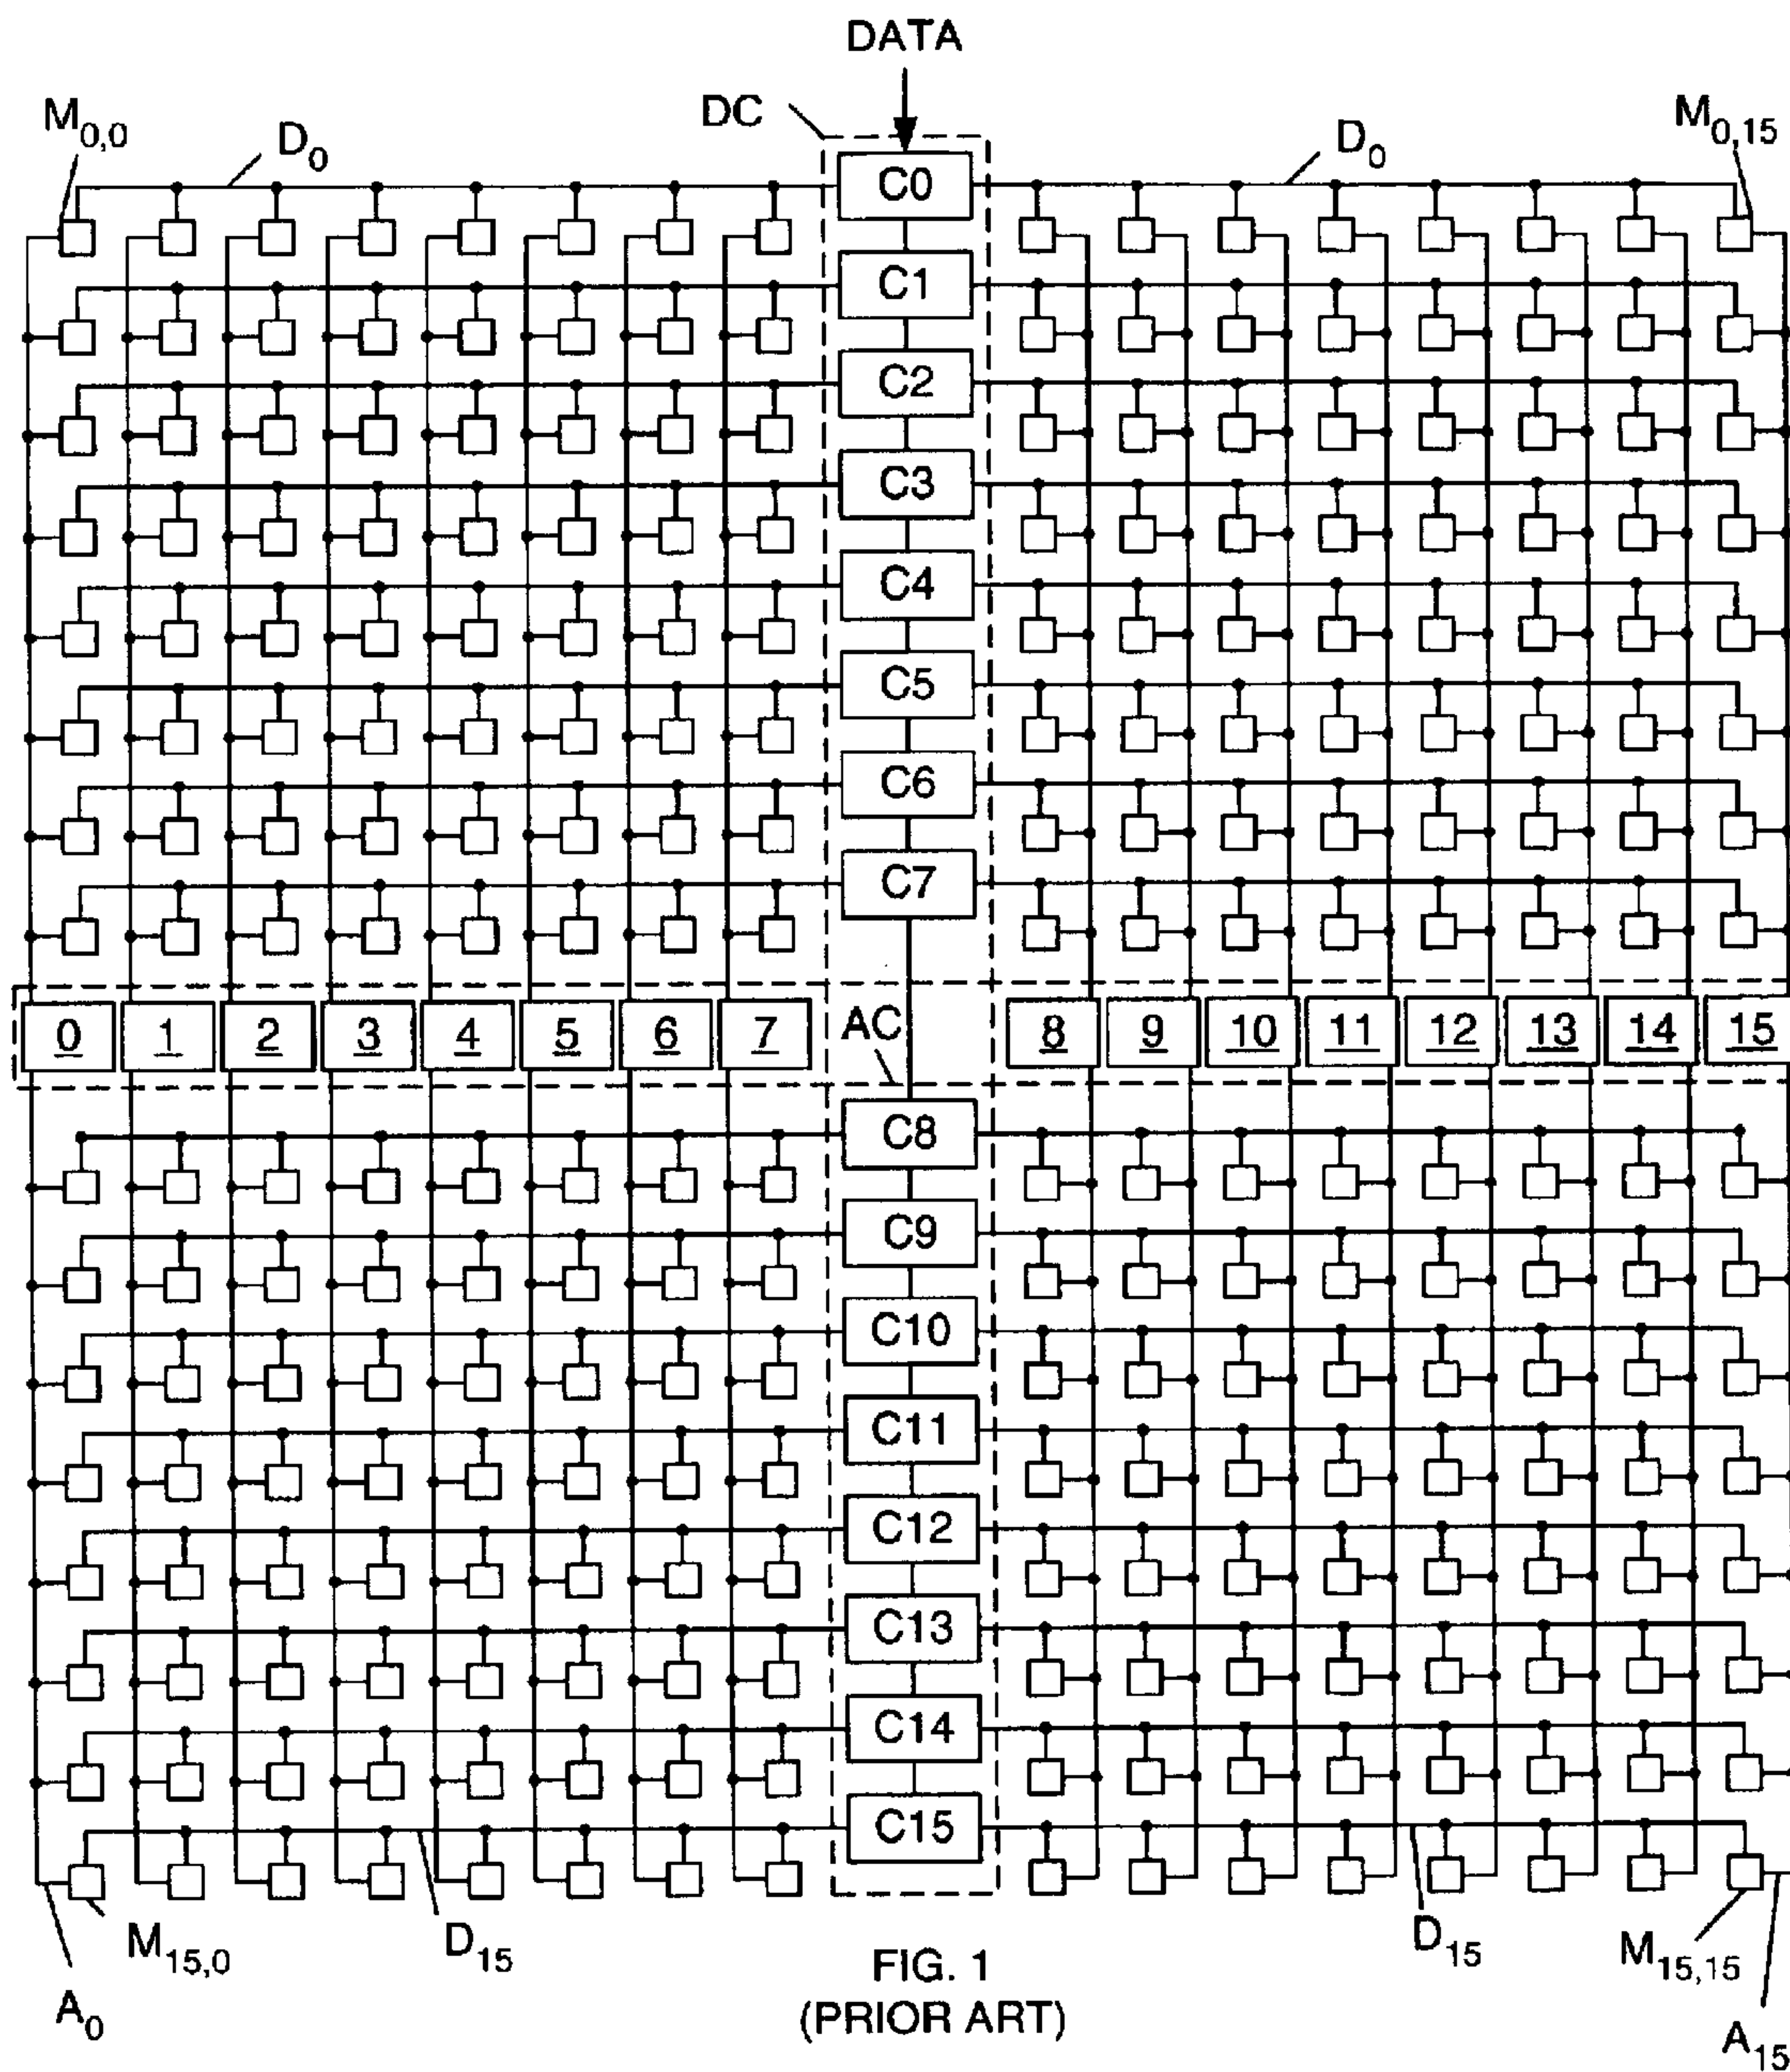 DATA
DC
M0,0
D0
D0
M0,15
C0
C1
C2
C3
C4
C5
C6
C7
0 1 2 3 4 5 6 7 AC 8 9 10 11 12 13 14 15
C8
C9
C10
C11
C12
C13
C14
C15
M15,0
D15
D15
M15,15
A0
A15
FIG. 1
(PRIOR ART)